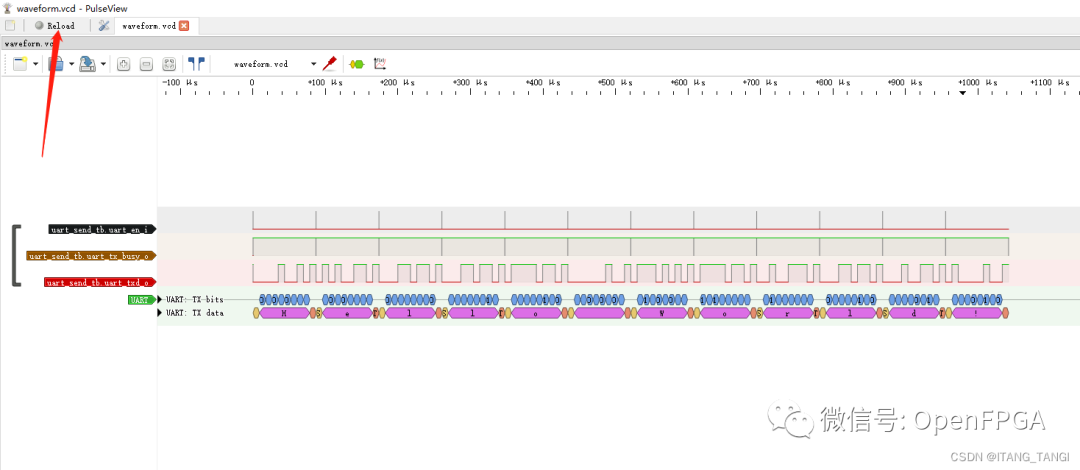 waveform.vcd - PulseView
Reload
waveform.vcd
waveform.vc
waveform.vcd
-100 µs 0 +100 µs +200 µs +300 µs +400 µs +500 µs +600 µs +700 µs +800 µs +900 µs +1000 µs +1100 µs
uart_send_tb.uart_en_i
uart_send_tb.uart_tx_busy_o
uart_send_tb.uart_txd_o
UART UART: TX bits
UART: TX data H e l l o W o r l d !
微信号: OpenFPGA
CSDN @ITANG_TANGI